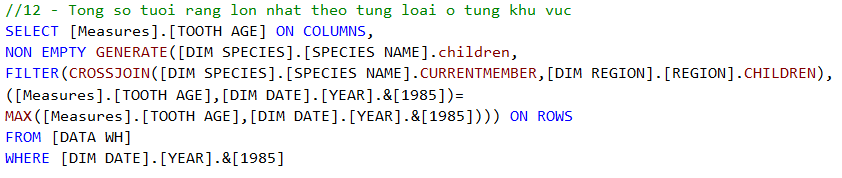 //12 - Tong so tuoi rang lon nhat theo tung loai o tung khu vuc
SELECT [Measures].[TOOTH AGE] ON COLUMNS,
NON EMPTY GENERATE([DIM SPECIES].[SPECIES NAME].children,
FILTER(CROSSJOIN([DIM SPECIES].[SPECIES NAME].CURRENTMEMBER,[DIM REGION].[REGION].CHILDREN),
([Measures].[TOOTH AGE],[DIM DATE].[YEAR].&[1985])=
MAX([Measures].[TOOTH AGE],[DIM DATE].[YEAR].&[1985]))) ON ROWS
FROM [DATA WH]
WHERE [DIM DATE].[YEAR].&[1985]